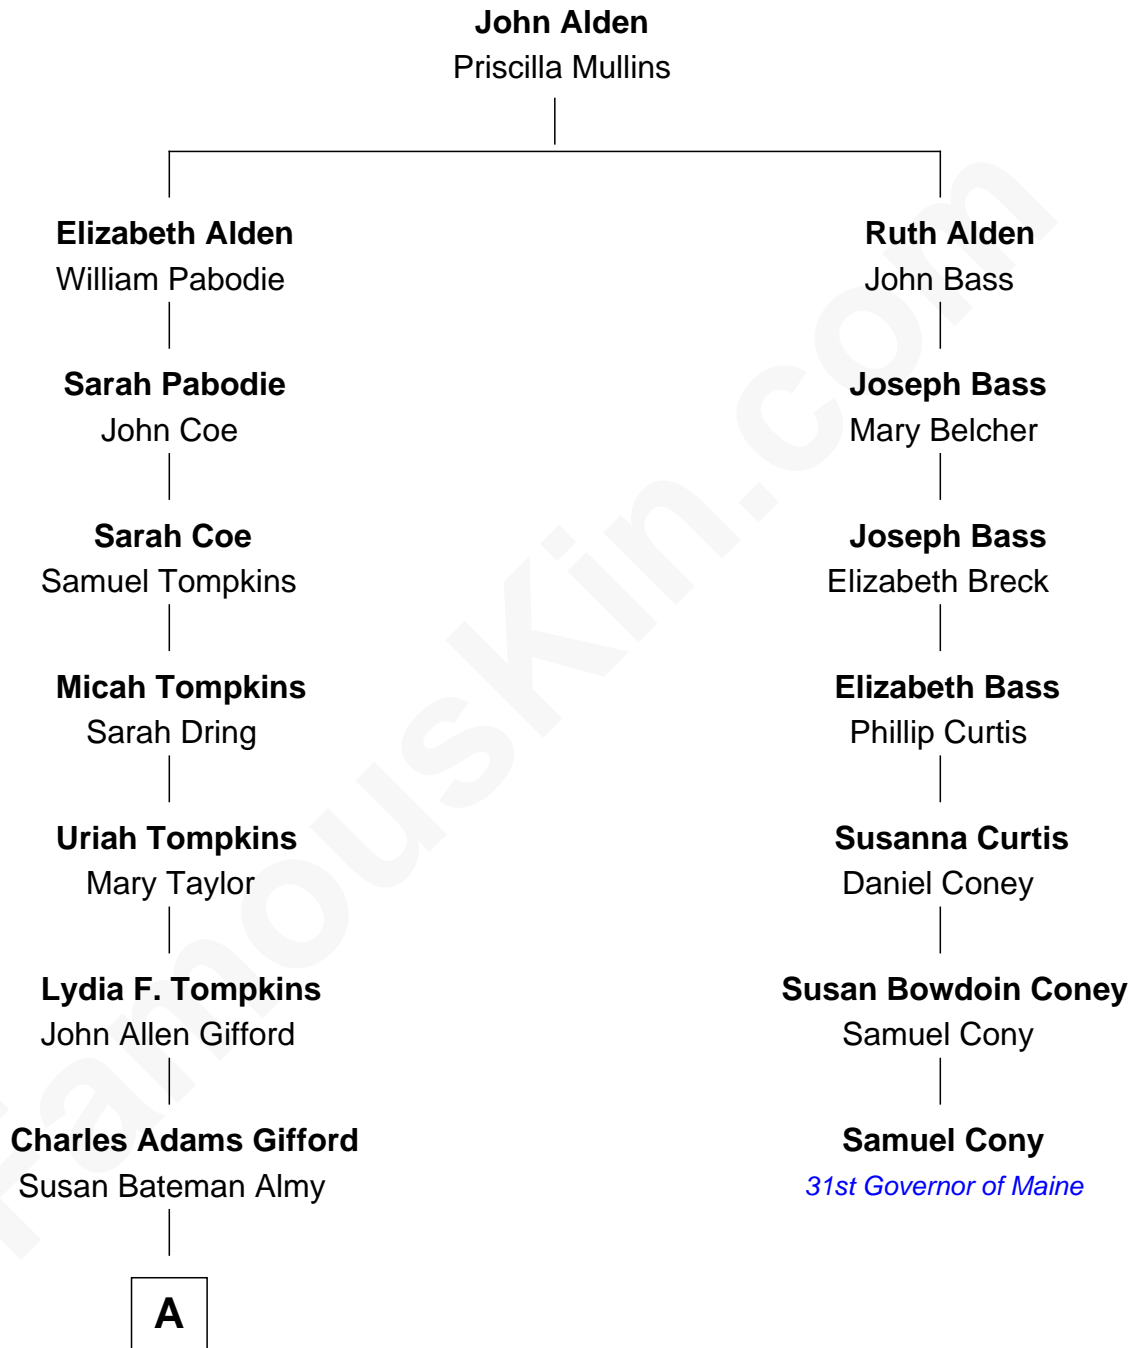 John Alden
Priscilla Mullins
Elizabeth Alden
William Pabodie
Ruth Alden
John Bass
Sarah Pabodie
John Coe
Joseph Bass
Mary Belcher
Sarah Coe
Samuel Tompkins
Joseph Bass
Elizabeth Breck
Micah Tompkins
Sarah Dring
Elizabeth Bass
Phillip Curtis
Uriah Tompkins
Mary Taylor
Susanna Curtis
Daniel Coney
Lydia F. Tompkins
John Allen Gifford
Susan Bowdoin Coney
Samuel Cony
Charles Adams Gifford
Susan Bateman Almy
Samuel Cony
31st Governor of Maine
A
FamousKin.com